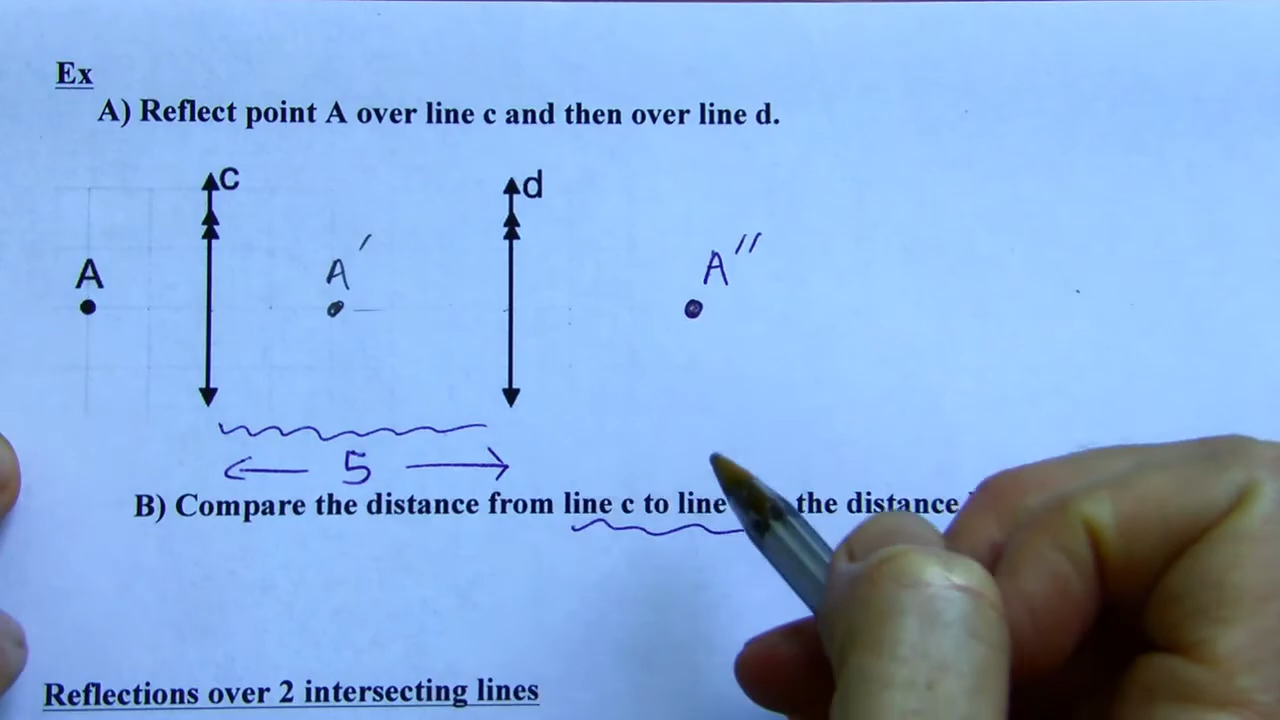 Ex
A) Reflect point A over line c and then over line d.
c
d
A
A′
A″
5
B) Compare the distance from line c to line the distance
Reflections over 2 intersecting lines